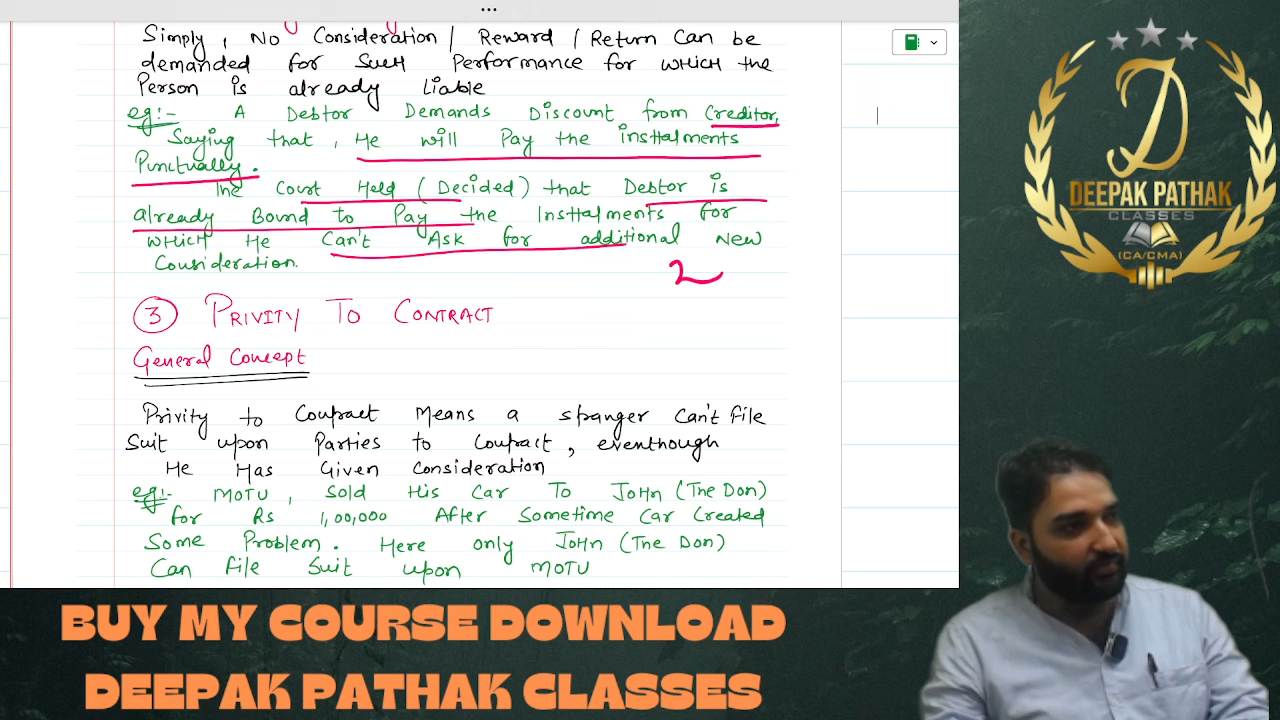 Simply, No Consideration / Reward / Return Can be
demanded for Such Performance for which the
Person is already Liable
eg:- A Debtor Demands Discount from Creditor,
Saying that, He will Pay the installments
Punctually.
The Court Held (Decided) that Debtor is
already Bound to Pay the Installments for
which He Can't Ask for additional New
Consideration.
2
3 PRIVITY TO CONTRACT
General Concept
Privity to Contract Means a stranger Can't file
Suit upon Parties to Contract, eventhough
He Has Given Consideration
eg:- MOTU, Sold His Car To JOHN (The Don)
for Rs 1,00,000 After Sometime Car Created
Some Problem. Here only JOHN (The Don)
Can file Suit upon MOTU
D
DEEPAK PATHAK
CLASSES
(CA/CMA)
BUY MY COURSE DOWNLOAD
DEEPAK PATHAK CLASSES